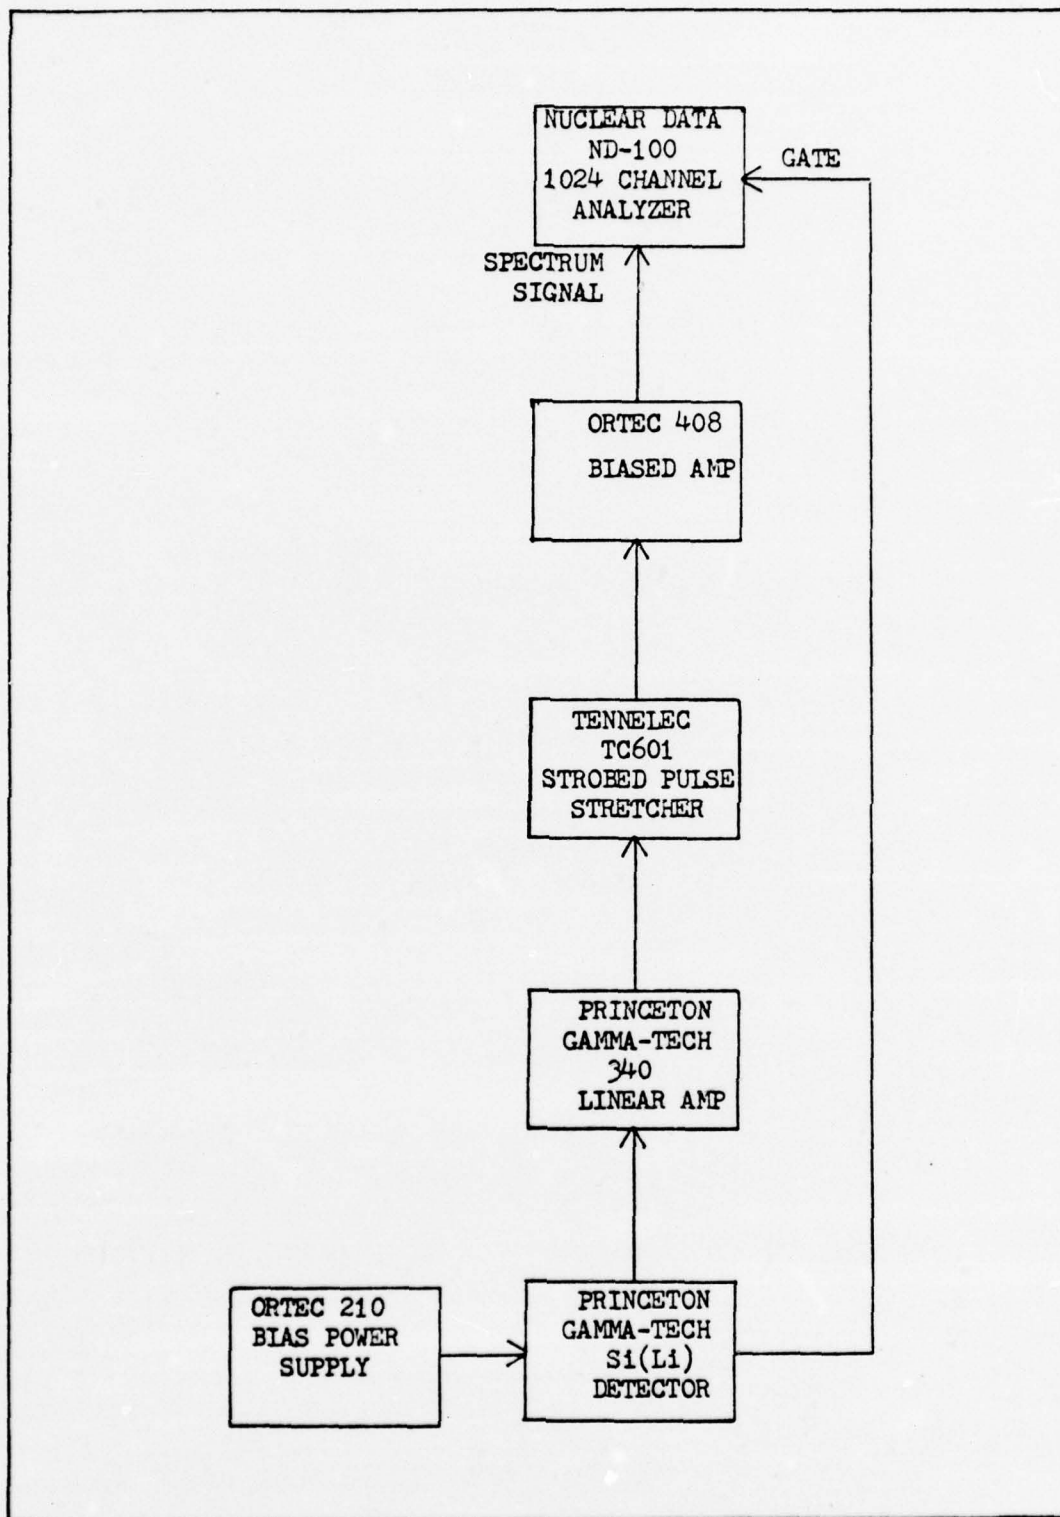 NUCLEAR DATA
ND-100
1024 CHANNEL
ANALYZER
GATE
SPECTRUM
SIGNAL
ORTEC 408
BIASED AMP
TENNELEC
TC601
STROBED PULSE
STRETCHER
PRINCETON
GAMMA-TECH
340
LINEAR AMP
ORTEC 210
BIAS POWER
SUPPLY
PRINCETON
GAMMA-TECH
Si(Li)
DETECTOR